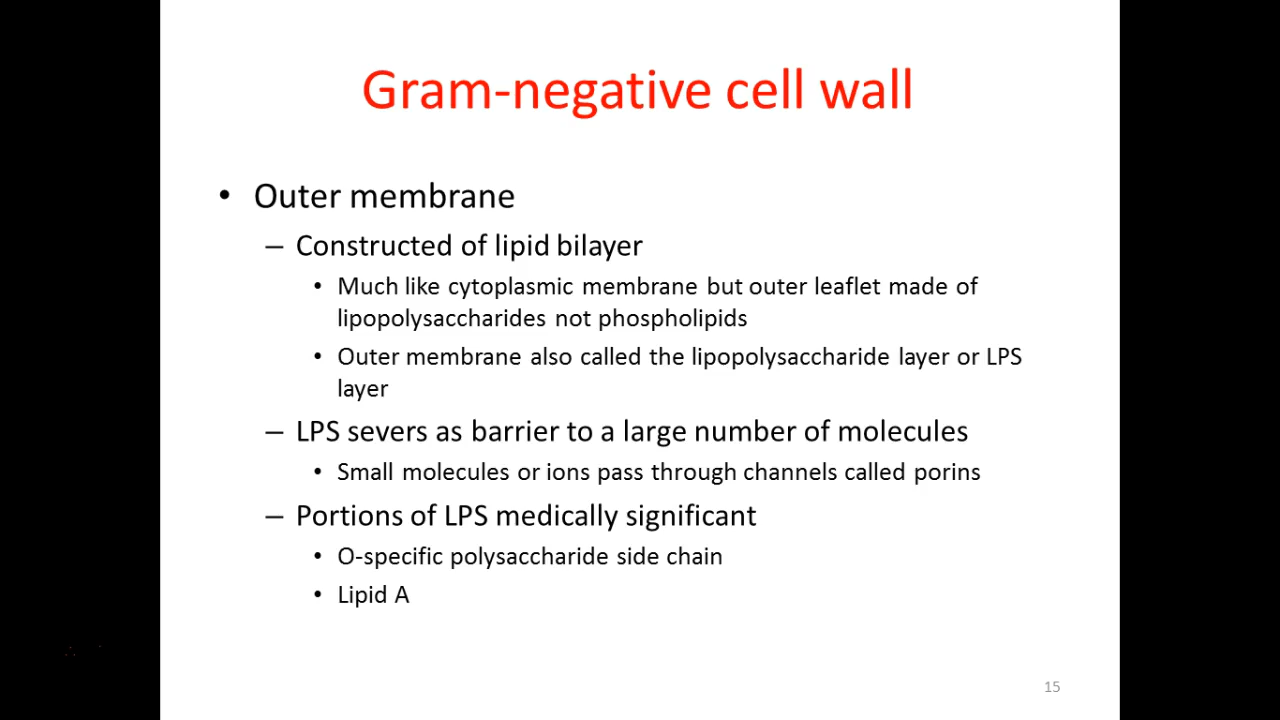 Gram-negative cell wall
• Outer membrane
– Constructed of lipid bilayer
• Much like cytoplasmic membrane but outer leaflet made of
lipopolysaccharides not phospholipids
• Outer membrane also called the lipopolysaccharide layer or LPS
layer
– LPS severs as barrier to a large number of molecules
• Small molecules or ions pass through channels called porins
– Portions of LPS medically significant
• O-specific polysaccharide side chain
• Lipid A
15